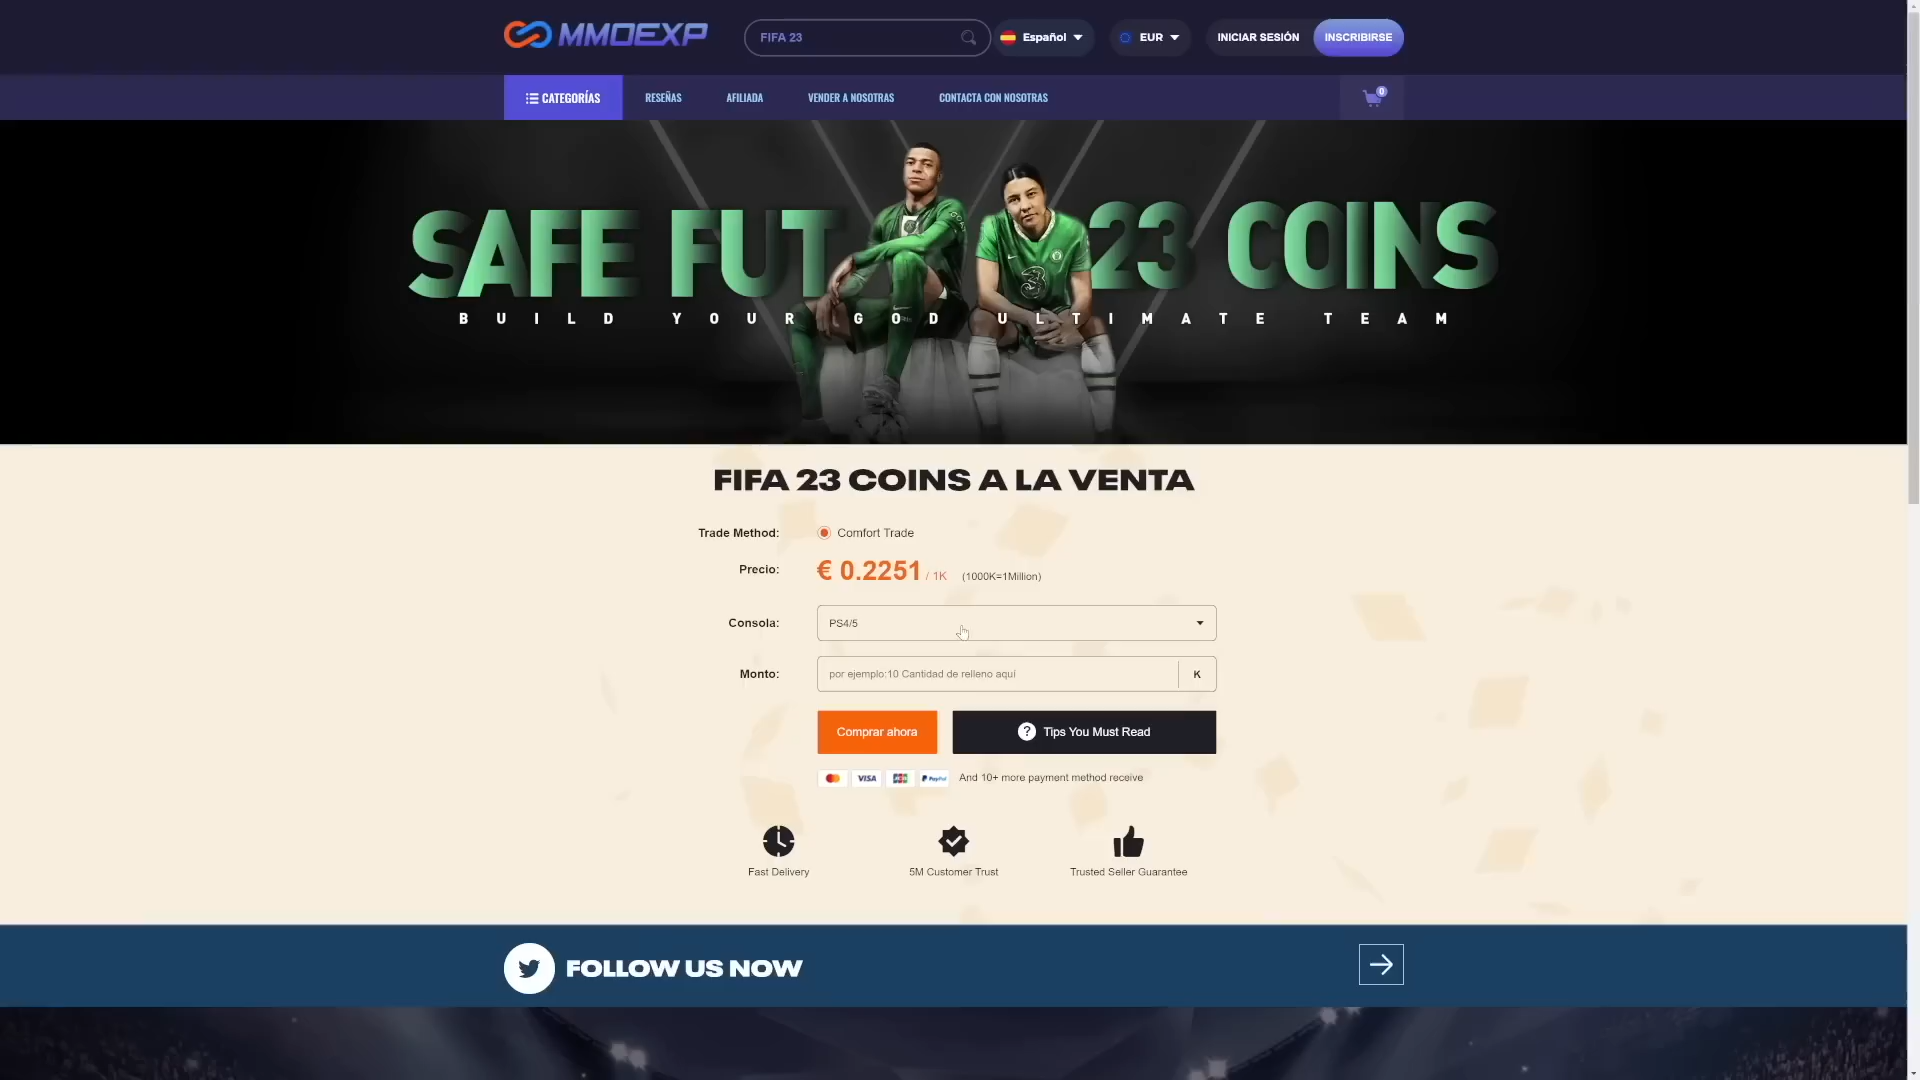 MMOEXP
FIFA 23
Español
EUR
INICIAR SESIÓN
INSCRIBIRSE
CATEGORÍAS
RESEÑAS
AFILIADA
VENDER A NOSOTRAS
CONTACTA CON NOSOTRAS
0
SAFE FUT 23 COINS
BUILD YOUR GOD ULTIMATE TEAM
3
FIFA 23 COINS A LA VENTA
Trade Method:
Comfort Trade
Precio:
€ 0.2251 / 1K (1000K=1Million)
Consola:
PS4/5
Monto:
por ejemplo:10 Cantidad de relleno aquí
K
Comprar ahora
? Tips You Must Read
VISA
JCB
PayPal
And 10+ more payment method receive
Fast Delivery
5M Customer Trust
Trusted Seller Guarantee
FOLLOW US NOW